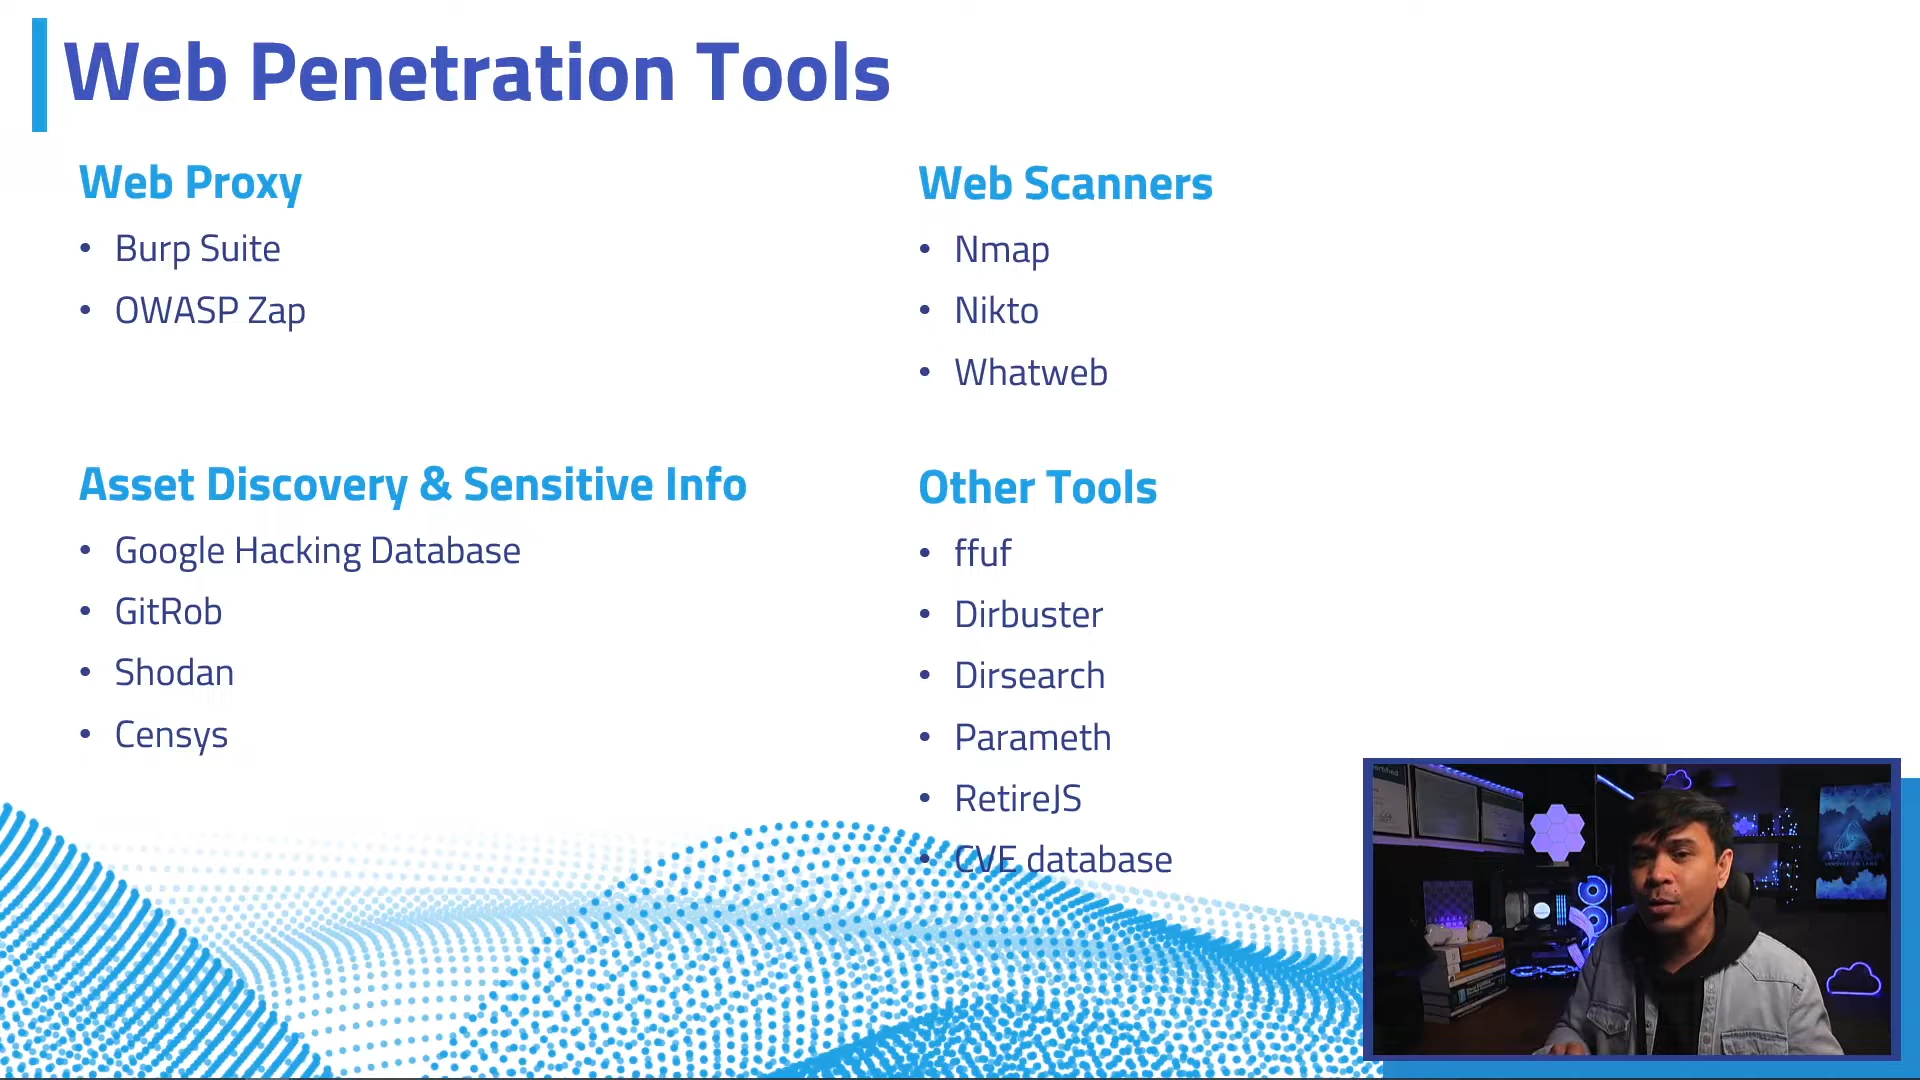 Web Penetration Tools
Web Proxy
• Burp Suite
• OWASP Zap
Web Scanners
• Nmap
• Nikto
• Whatweb
Asset Discovery & Sensitive Info
• Google Hacking Database
• GitRob
• Shodan
• Censys
Other Tools
• ffuf
• Dirbuster
• Dirsearch
• Parameth
• RetireJS
• CVE database